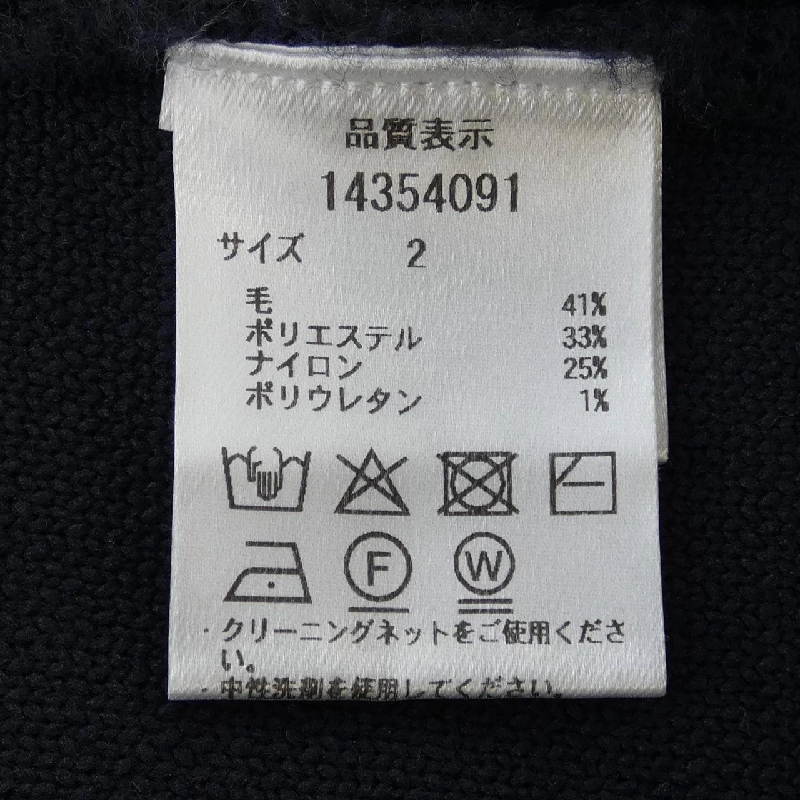 品質表示
14354091
サイズ 2
毛 41%
ポリエステル 33%
ナイロン 25%
ポリウレタン 1%
F W
・クリーニングネットをご使用くださ
い。
・中性洗剤を使用してください。